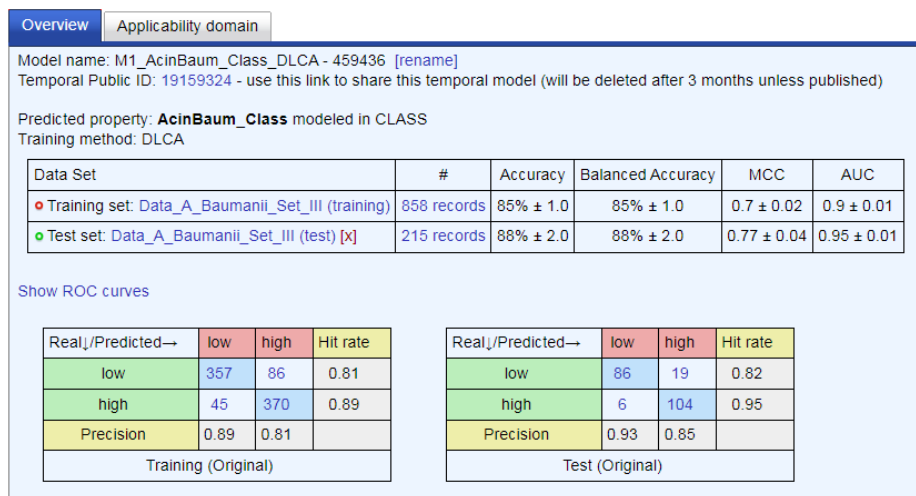 Overview Applicability domain
Model name: M1_AcinBaum_Class_DLCA - 459436 [rename]
Temporal Public ID: 19159324 - use this link to share this temporal model (will be deleted after 3 months unless published)
Predicted property: AcinBaum_Class modeled in CLASS
Training method: DLCA
Data Set # Accuracy Balanced Accuracy MCC AUC
Training set: Data_A_Baumanii_Set_III (training) 858 records 85% ± 1.0 85% ± 1.0 0.7 ± 0.02 0.9 ± 0.01
Test set: Data_A_Baumanii_Set_III (test) [x] 215 records 88% ± 2.0 88% ± 2.0 0.77 ± 0.04 0.95 ± 0.01
Show ROC curves
Real↓/Predicted→ low high Hit rate
low 357 86 0.81
high 45 370 0.89
Precision 0.89 0.81
Training (Original)
Real↓/Predicted→ low high Hit rate
low 86 19 0.82
high 6 104 0.95
Precision 0.93 0.85
Test (Original)